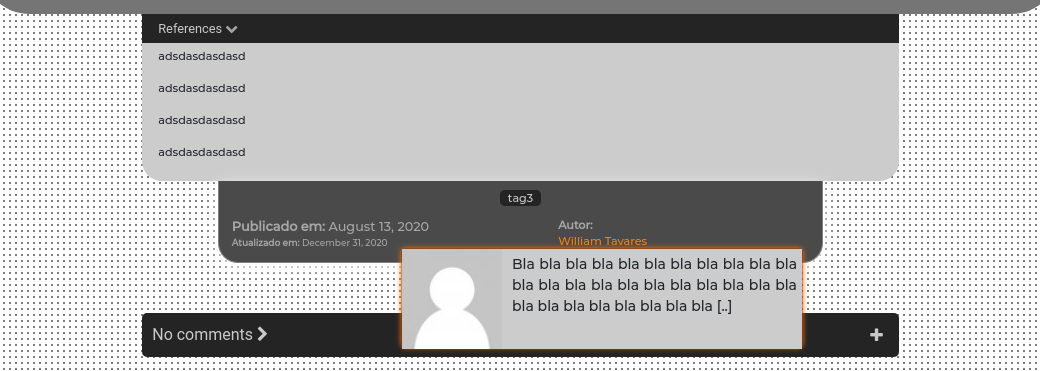 References
adsdasdasdasd
adsdasdasdasd
adsdasdasdasd
adsdasdasdasd
tag3
Publicado em: August 13, 2020
Atualizado em: December 31, 2020
Autor:
William Tavares
Bla bla bla bla bla bla bla bla bla bla bla
bla bla bla bla bla bla bla bla bla bla bla
bla bla bla bla bla bla bla bla [..]
No comments